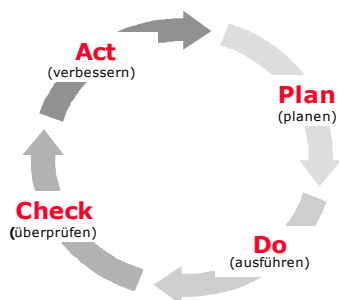 Act
(verbessern)
Plan
(planen)
Do
(ausführen)
Check
(überprüfen)